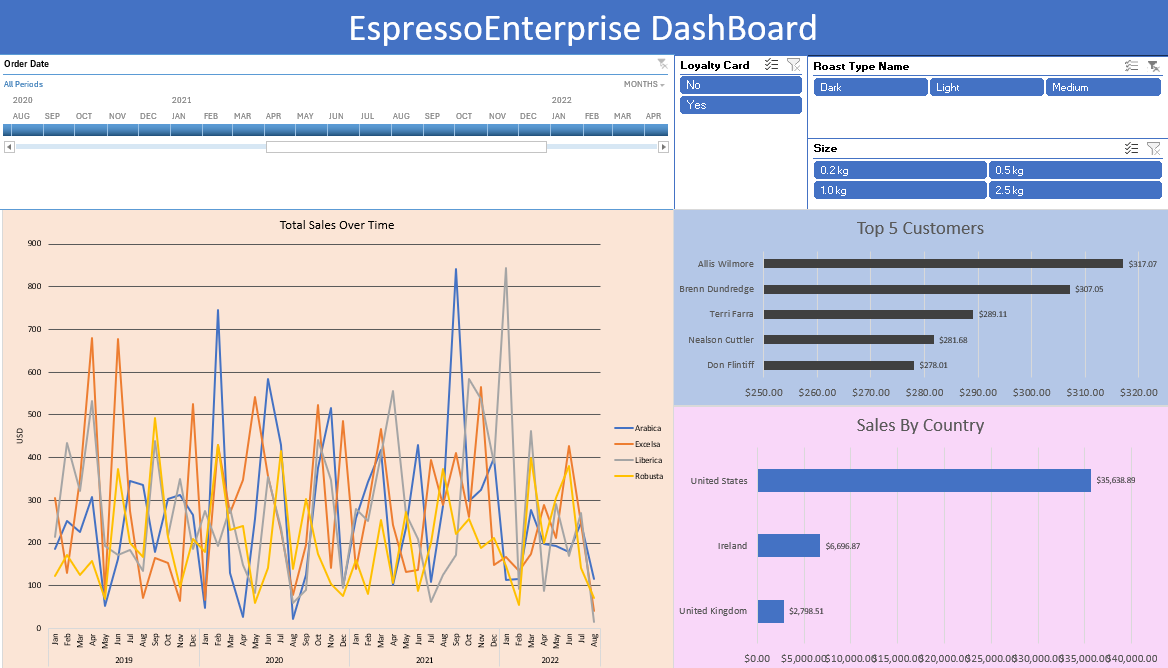 EspressoEnterprise DashBoard
Order Date
All Periods
MONTHS
2020 2021 2022
AUG SEP OCT NOV DEC JAN FEB MAR APR MAY JUN JUL AUG SEP OCT NOV DEC JAN FEB MAR APR
Loyalty Card
No
Yes
Roast Type Name
Dark Light Medium
Size
0.2 kg 0.5 kg
1.0 kg 2.5 kg
Total Sales Over Time
900
800
700
600
500
400
300
200
100
0
USD
Jan Feb Mar Apr May Jun Jul Aug Sep Oct Nov Dec Jan Feb Mar Apr May Jun Jul Aug Sep Oct Nov Dec Jan Feb Mar Apr May Jun Jul Aug Sep Oct Nov Dec Jan Feb Mar Apr May Jun Jul Aug
2019 2020 2021 2022
Arabica
Excelsa
Liberica
Robusta
Top 5 Customers
Allis Wilmore $317.07
Brenn Dundredge $307.05
Terri Farra $289.11
Nealson Cuttler $281.68
Don Flintiff $278.01
$250.00 $260.00 $270.00 $280.00 $290.00 $300.00 $310.00 $320.00
Sales By Country
United States $35,638.89
Ireland $6,696.87
United Kingdom $2,798.51
$0.00 $5,000.00 $10,000.00 $15,000.00 $20,000.00 $25,000.00 $30,000.00 $35,000.00 $40,000.00